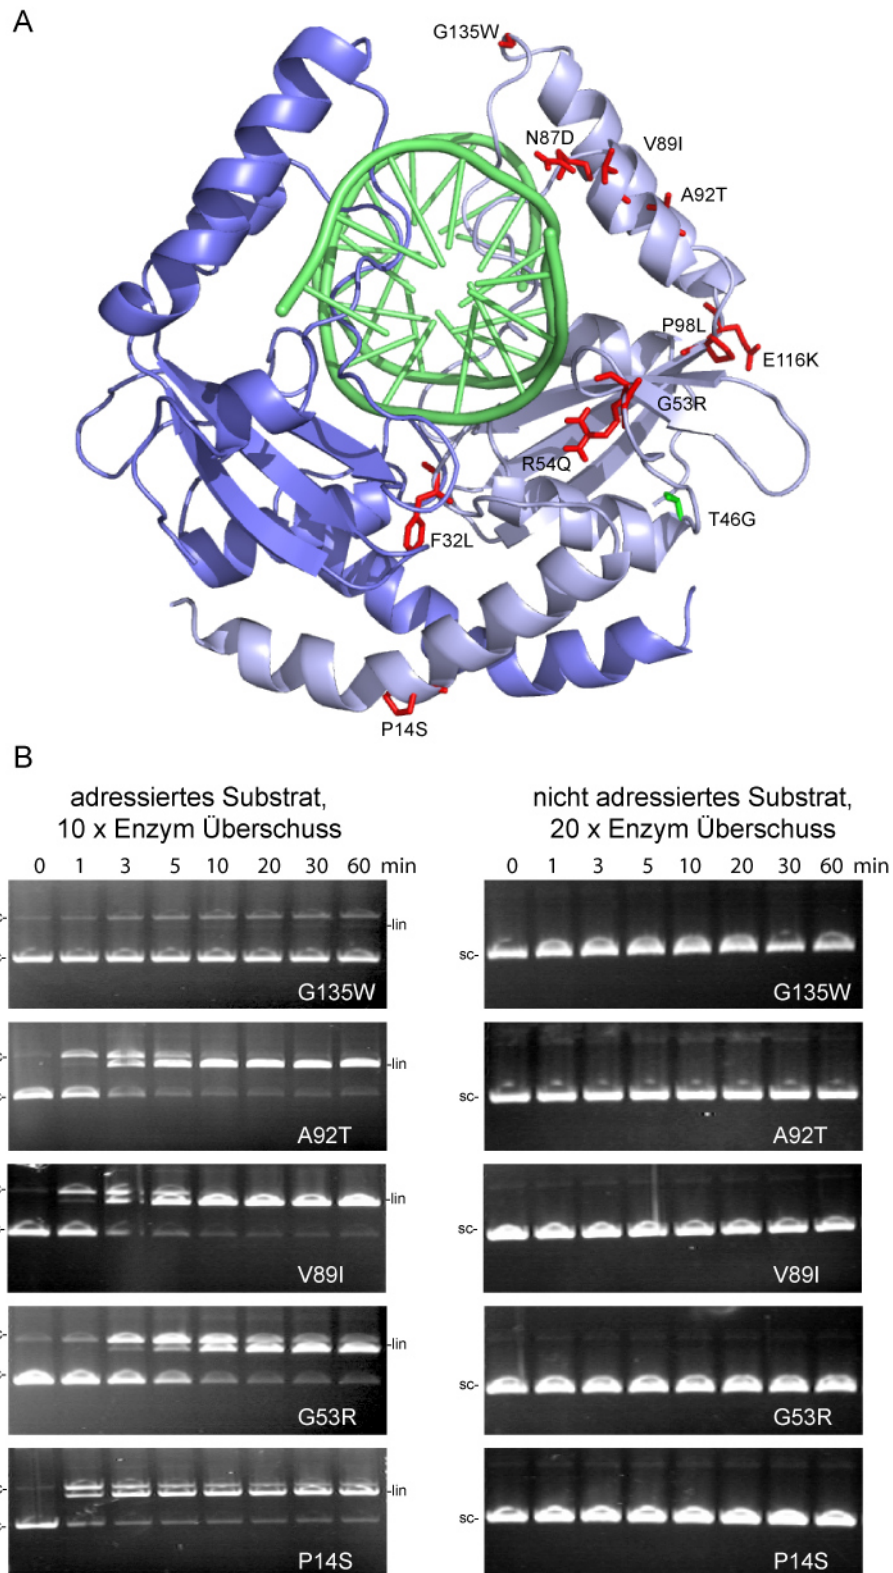 A
G135W
N87D
V89I
A92T
P98L
E116K
G53R
R54Q
T46G
F32L
P14S
B
adressiertes Substrat,
10 x Enzym Überschuss
0 1 3 5 10 20 30 60 min
-lin
G135W
-lin
A92T
-lin
V89I
-lin
G53R
-lin
P14S
nicht adressiertes Substrat,
20 x Enzym Überschuss
0 1 3 5 10 20 30 60 min
sc-
G135W
sc-
A92T
sc-
V89I
sc-
G53R
sc-
P14S